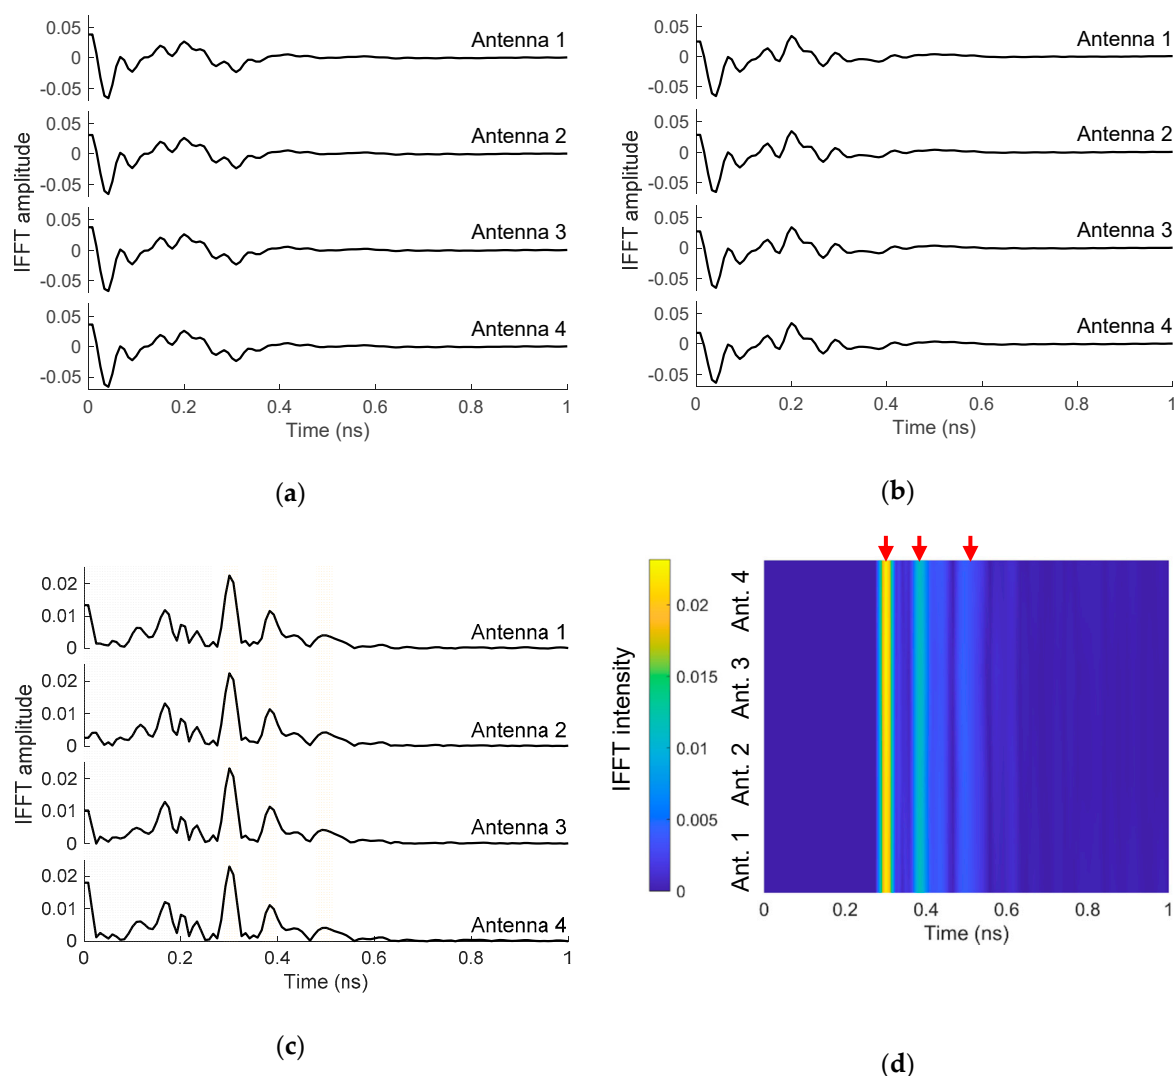 0.05
Antenna 1
0
-0.05
0.05
Antenna 2
0
-0.05
0.05
Antenna 3
0
-0.05
0.05
Antenna 4
0
-0.05
IFFT amplitude
0 0.2 0.4 0.6 0.8 1
Time (ns)
(a)
0.05
Antenna 1
0
-0.05
0.05
Antenna 2
0
-0.05
0.05
Antenna 3
0
-0.05
0.05
Antenna 4
0
-0.05
IFFT amplitude
0 0.2 0.4 0.6 0.8 1
Time (ns)
(b)
0.02
0.01
Antenna 1
0
0.02
0.01
Antenna 2
0
0.02
0.01
Antenna 3
0
0.02
0.01
Antenna 4
0
IFFT amplitude
0 0.2 0.4 0.6 0.8 1
Time (ns)
(c)
IFFT intensity
0.02
0.015
0.01
0.005
0
Ant. 4
Ant. 3
Ant. 2
Ant. 1
0 0.2 0.4 0.6 0.8 1
Time (ns)
(d)